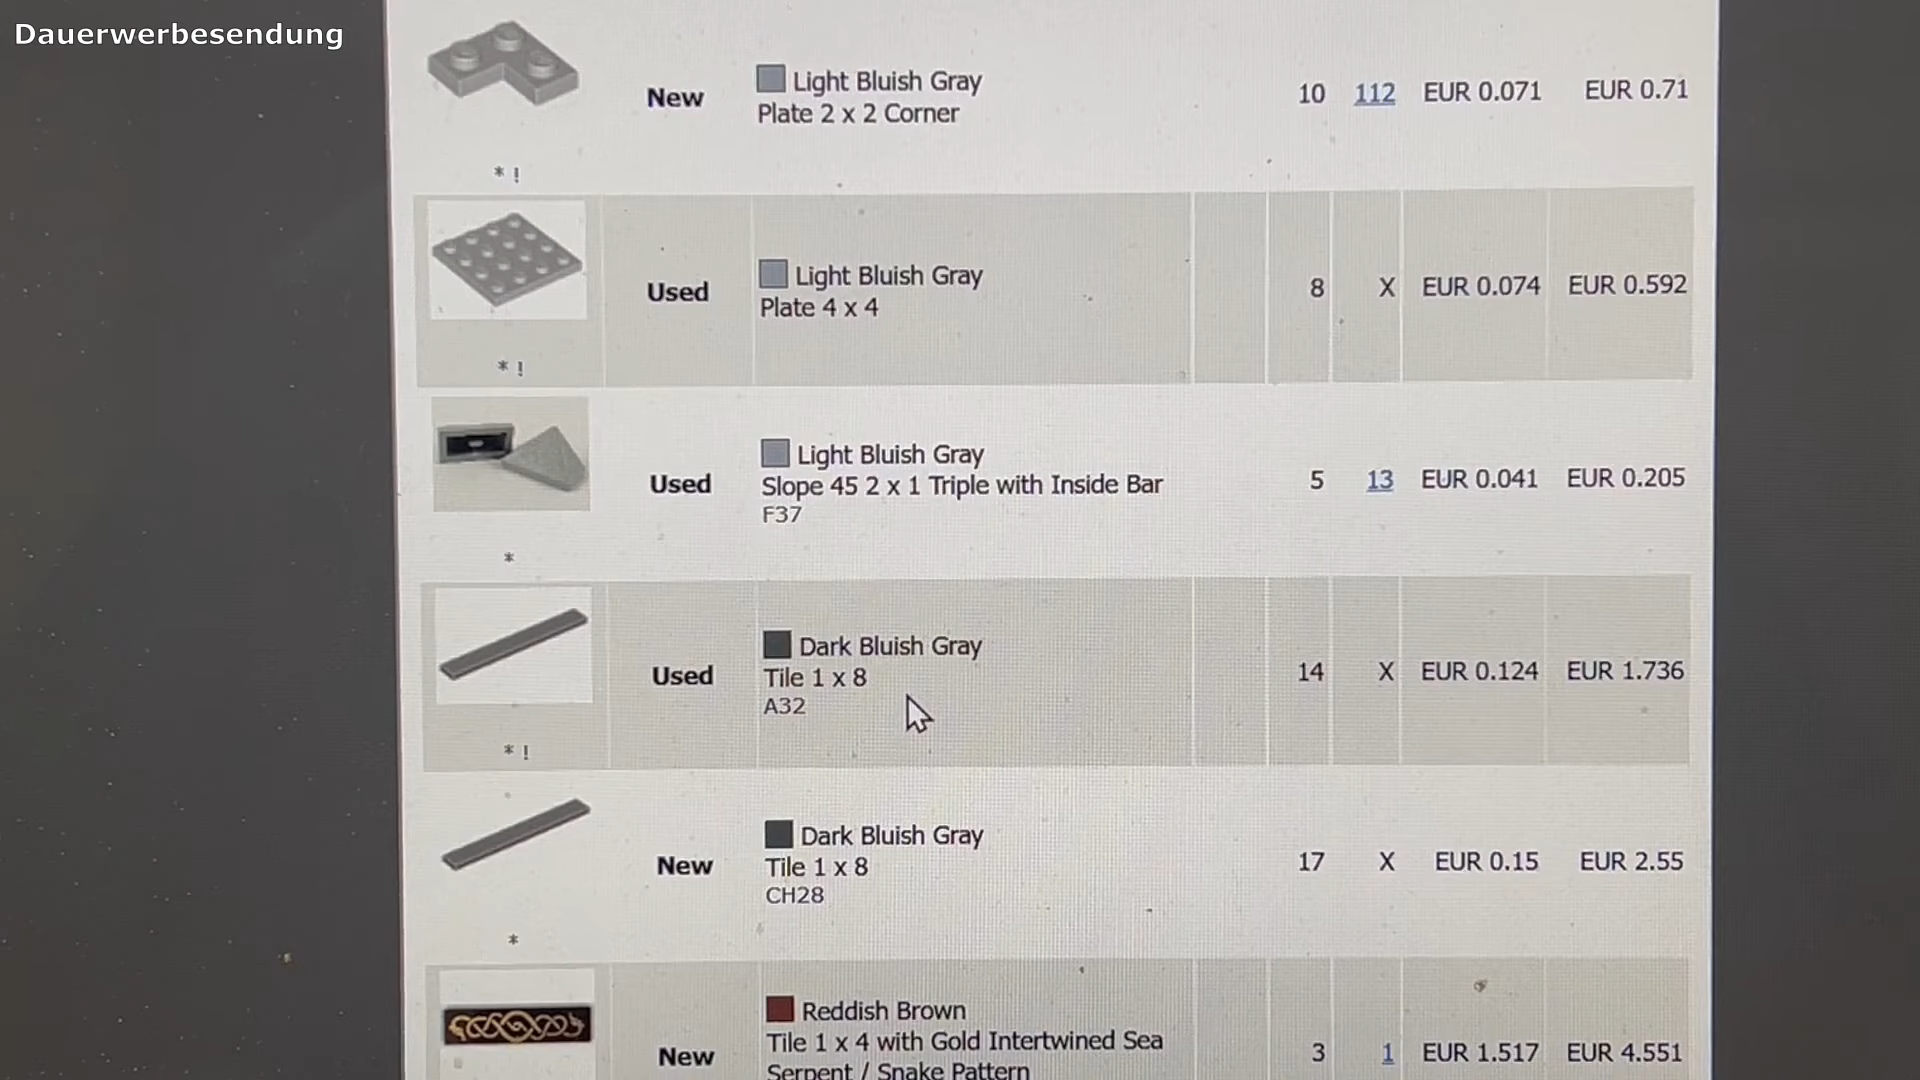 Dauerwerbesendung
New
Light Bluish Gray
Plate 2 x 2 Corner
10 112 EUR 0.071 EUR 0.71
* !
Used
Light Bluish Gray
Plate 4 x 4
8 X EUR 0.074 EUR 0.592
* !
Used
Light Bluish Gray
Slope 45 2 x 1 Triple with Inside Bar
F37
5 13 EUR 0.041 EUR 0.205
*
Used
Dark Bluish Gray
Tile 1 x 8
A32
14 X EUR 0.124 EUR 1.736
* !
New
Dark Bluish Gray
Tile 1 x 8
CH28
17 X EUR 0.15 EUR 2.55
*
New
Reddish Brown
Tile 1 x 4 with Gold Intertwined Sea
Serpent / Snake Pattern
3 1 EUR 1.517 EUR 4.551